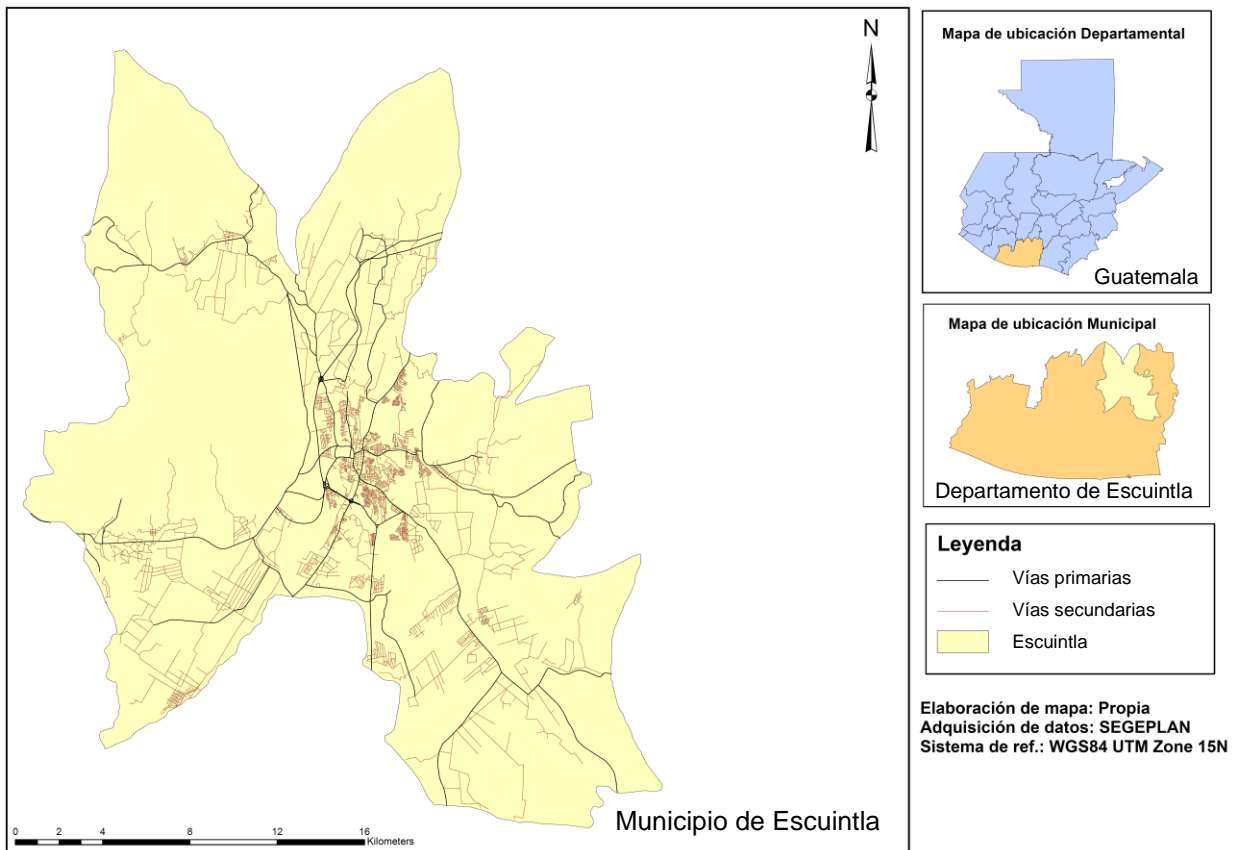 N
Municipio de Escuintla
0 2 4 8 12 16
Kilometers
Mapa de ubicación Departamental
Guatemala
Mapa de ubicación Municipal
Departamento de Escuintla
Leyenda
Vías primarias
Vías secundarias
Escuintla
Elaboración de mapa: Propia
Adquisición de datos: SEGEPLAN
Sistema de ref.: WGS84 UTM Zone 15N